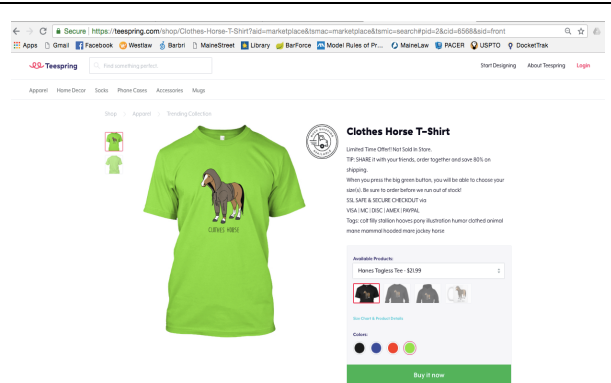 Secure https://teespring.com/shop/Clothes-Horse-T-Shirt?aid=marketplace&tsmac=marketplace&tsmic=search#pid=2&cid=6568&sid=front
Apps Gmail Facebook Westlaw Barbri MaineStreet Library BarForce Model Rules of Pr... MaineLaw PACER USPTO DocketTrak
Teespring Find something perfect. Start Designing About Teespring Login
Apparel Home Decor Socks Phone Cases Accessories Mugs
Shop / Apparel / Trending Collection
Clothes Horse T-Shirt
Limited Time Offer!! Not Sold In Store.
TIP: SHARE it with your friends, order together and save 80% on
shipping.
When you press the big green button, you will be able to choose your
size(s). Be sure to order before we run out of stock!
SSL SAFE & SECURE CHECKOUT via
VISA | MC | DISC | AMEX | PAYPAL
Tags: colt filly stallion hooves pony illustration humor clothed animal
mane mammal hooded mare jockey horse
CLOTHES HORSE
Available Products:
Hanes Tagless Tee - $21.99
Size Chart & Product Details
Colors:
Buy it now